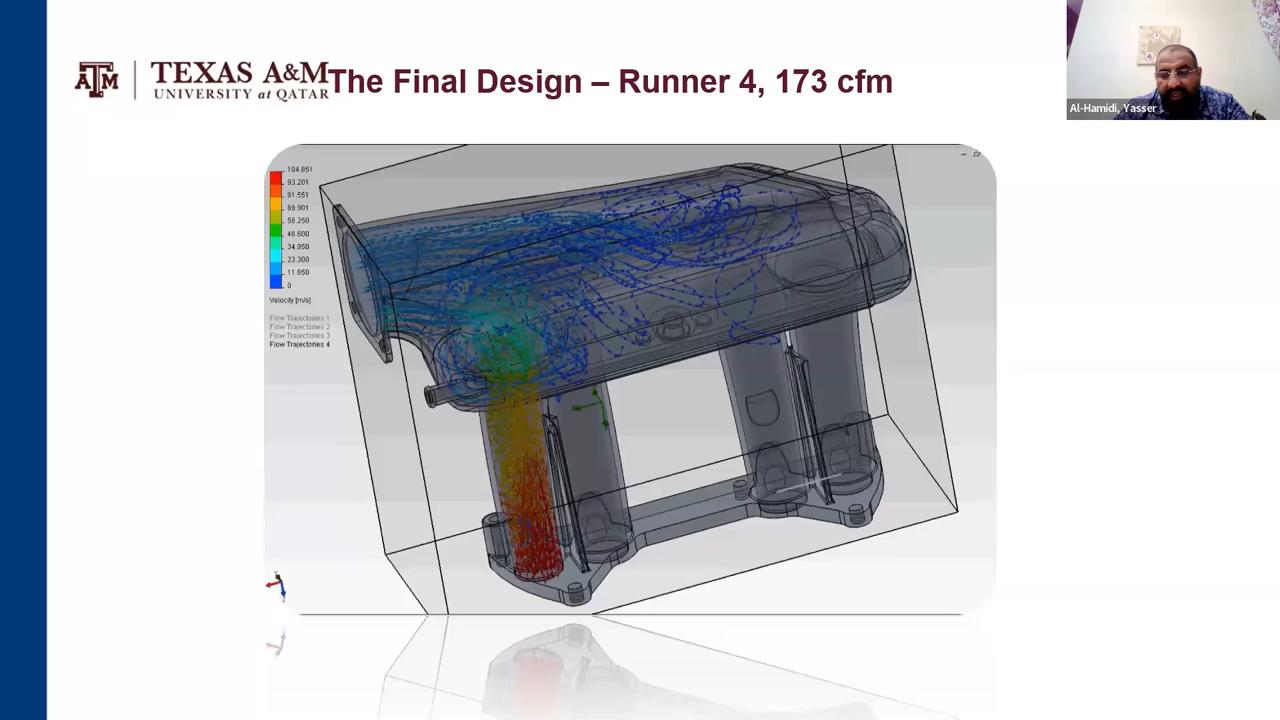 TEXAS A&M
UNIVERSITY at QATAR
The Final Design – Runner 4, 173 cfm
Al-Hamidi, Yasser
104.851
93.201
81.551
69.901
58.250
46.600
34.950
23.300
11.650
0
Velocity [m/s]
Flow Trajectories 1
Flow Trajectories 2
Flow Trajectories 3
Flow Trajectories 4